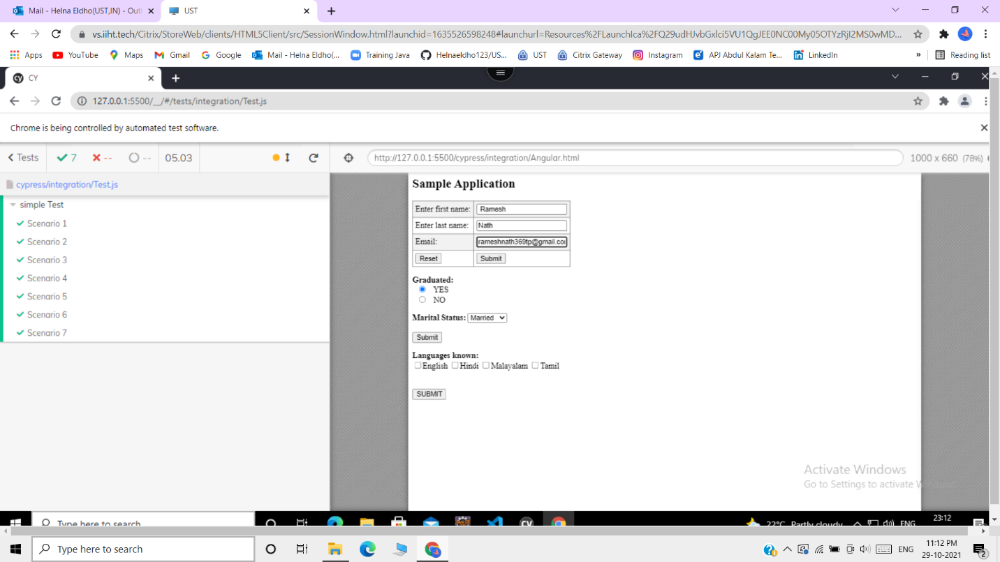 Mail - Helna Eldho(UST,IN) - Outl
UST
vs.iiht.tech/Citrix/StoreWeb/clients/HTML5Client/src/SessionWindow.html?launchid=1635526598248#launchurl=Resources%2FLaunchIca%2FQ29udHJvbGxlci5VU1QgJEE0NC00My05OTYzRjI2MS0wMD...
Apps YouTube Maps Gmail Google Mail - Helna Eldho(... Training Java Helnaeldho123/US... UST Citrix Gateway Instagram APJ Abdul Kalam Te... LinkedIn » Reading list
CY CY
127.0.0.1:5500/__/#/tests/integration/Test.js
Chrome is being controlled by automated test software.
Tests 7 -- -- 05.03 http://127.0.0.1:5500/cypress/integration/Angular.html 1000 x 660 (78%)
cypress/integration/Test.js
simple Test
Scenario 1
Scenario 2
Scenario 3
Scenario 4
Scenario 5
Scenario 6
Scenario 7
Sample Application
Enter first name: Ramesh
Enter last name: Nath
Email: rameshnath369tp@gmail.co
Reset Submit
Graduated:
YES
NO
Marital Status: Married
Submit
Languages known:
English Hindi Malayalam Tamil
SUBMIT
Activate Windows
Go to Settings to activate
Type here to search 22°C Partly cloudy ENG 23:12
Type here to search ENG 11:12 PM
29-10-2021 2